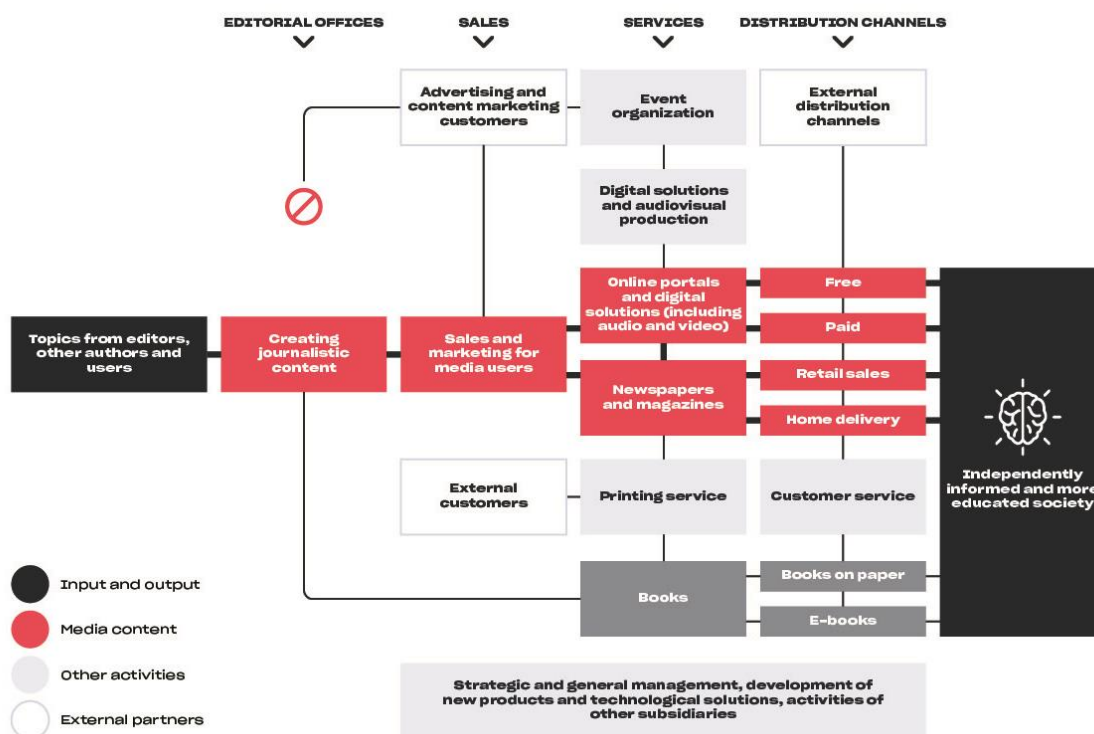 EDITORIAL OFFICES
SALES
SERVICES
DISTRIBUTION CHANNELS
Advertising and
content marketing
customers
Event
organization
External
distribution
channels
Digital solutions
and audiovisual
production
Topics from editors,
other authors and
users
Creating
journalistic
content
Sales and
marketing for
media users
Online portals
and digital
solutions (including
audio and video)
Free
Paid
Newspapers
and magazines
Retail sales
Home delivery
Independently
informed and more
educated society
External
customers
Printing service
Customer service
Books
Books on paper
E-books
Input and output
Media content
Other activities
External partners
Strategic and general management, development of
new products and technological solutions, activities of
other subsidiaries